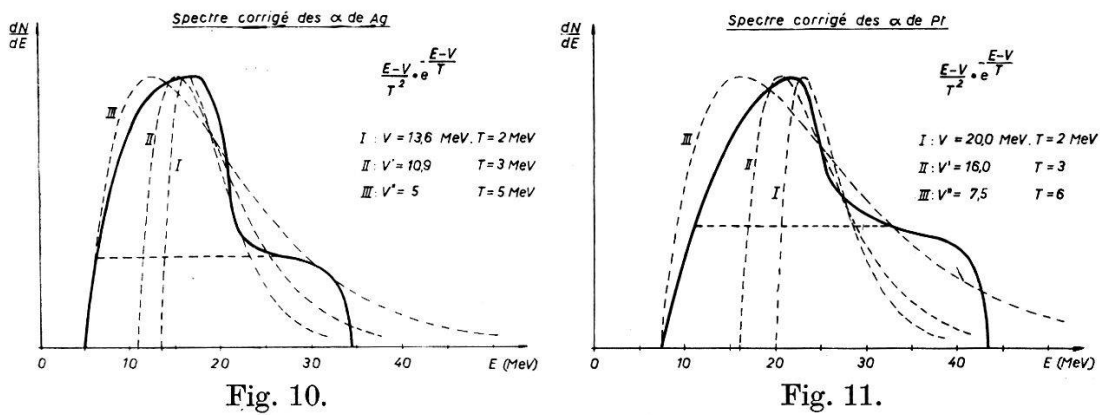 Spectre corrigé des α de Ag
dN
dE
E-V
T²
• e
- E-V
T
III
II
I
I : V = 13,6 MeV. T = 2 MeV
II : V' = 10,9 T = 3 MeV
III : V" = 5 T = 5 MeV
0 10 20 30 40 E (MeV)
Fig. 10.
Spectre corrigé des α de Pt
dN
dE
E-V
T²
• e
- E-V
T
III
II
I
I : V = 20,0 MeV. T = 2 MeV
II : V' = 16,0 T = 3
III : V" = 7,5 T = 6
0 10 20 30 40 E (MeV)
Fig. 11.